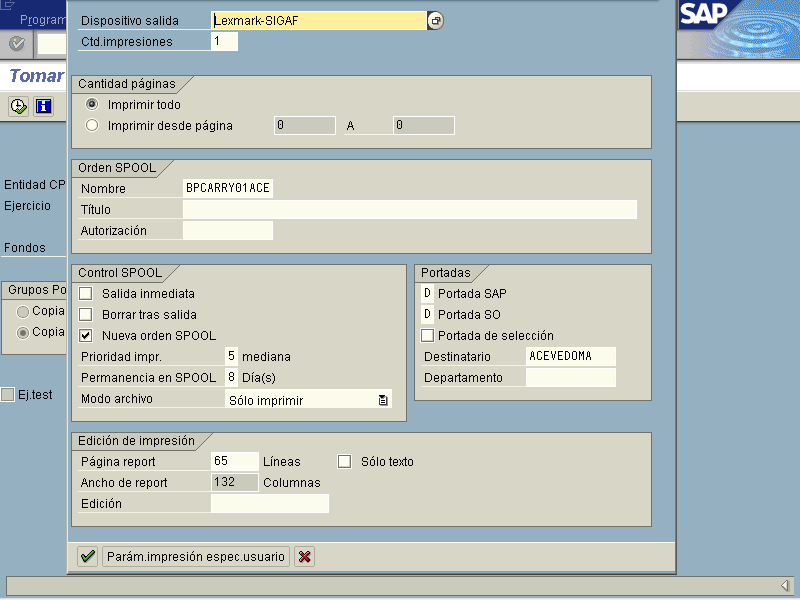 Program
SAP
Tomar
Dispositivo salida Lexmark-SIGAF
Ctd.impresiones 1
Cantidad páginas
Imprimir todo
Imprimir desde página 0 A 0
Orden SPOOL
Entidad CP
Nombre BPCARRY01ACE
Ejercicio
Título
Autorización
Fondos
Control SPOOL
Portadas
Grupos Po
Salida inmediata
D Portada SAP
Copia
Borrar tras salida
D Portada SO
Copia
Nueva orden SPOOL
Portada de selección
Prioridad impr. 5 mediana
Destinatario ACEVEDOMA
Permanencia en SPOOL 8 Día(s)
Departamento
Ej.test
Modo archivo Sólo imprimir
Edición de impresión
Página report 65 Líneas Sólo texto
Ancho de report 132 Columnas
Edición
Parám.impresión espec.usuario